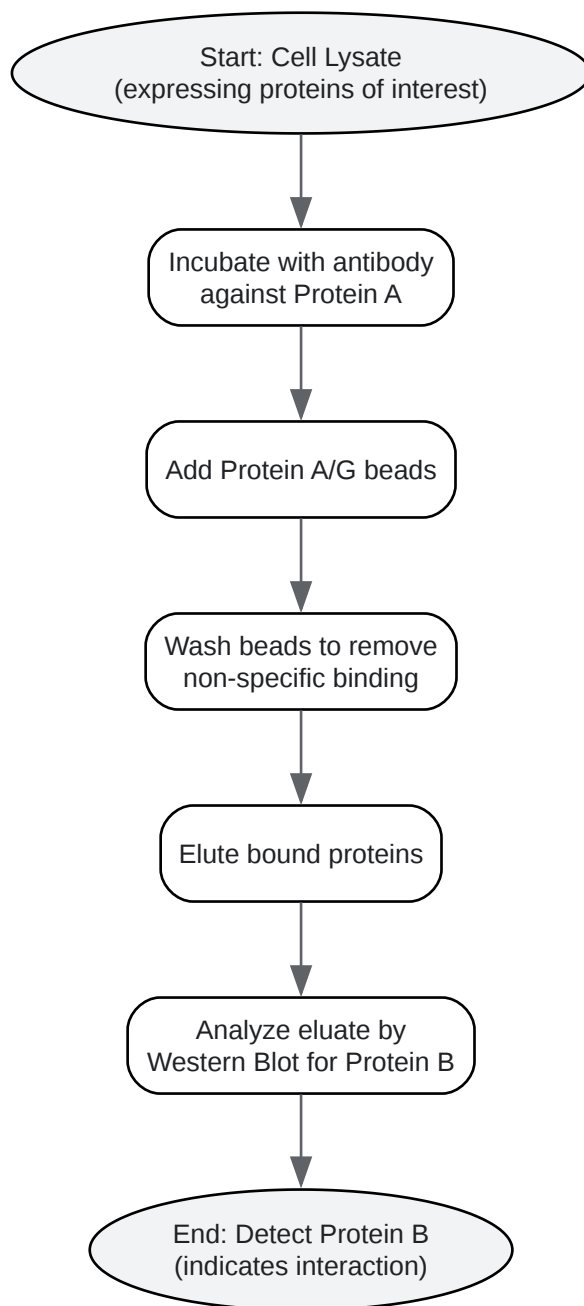 Start: Cell Lysate
(expressing proteins of interest)
Incubate with antibody
against Protein A
Add Protein A/G beads
Wash beads to remove
non-specific binding
Elute bound proteins
Analyze eluate by
Western Blot for Protein B
End: Detect Protein B
(indicates interaction)